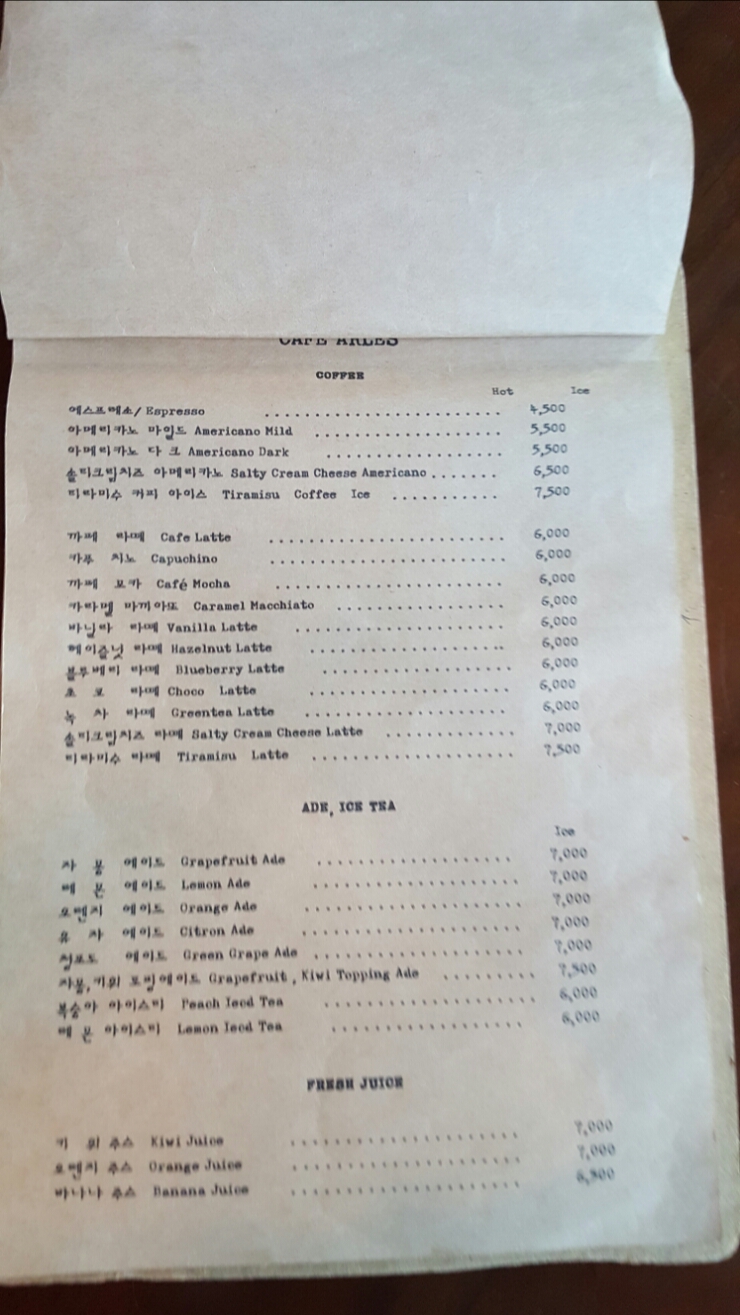 CAFE ARLES
COFFEE
Hot Ice
에스프레소/ Espresso ........................ 4,500
아메리카노 마일드 Americano Mild ................... 5,500
아메리카노 다 크 Americano Dark .................. 5,500
솔티크림치즈 아메리카노 Salty Cream Cheese Americano ....... 6,500
티라미수 커피 아이스 Tiramisu Coffee Ice ........... 7,500
까페 라떼 Cafe Latte ........................ 6,000
카푸 치노 Capuchino ........................ 6,000
까페 모카 Café Mocha ....................... 6,000
카라멜 마끼아또 Caramel Macchiato ................. 6,000
바닐라 라떼 Vanilla Latte ..................... 6,000
헤이즐넛 라떼 Hazelnut Latte .................... 6,000
블루베리 라떼 Blueberry Latte ................... 6,000
초 코 라떼 Choco Latte .................... 6,000
녹 차 라떼 Greentea Latte .................... 6,000
솔티크림치즈 라떼 Salty Cream Cheese Latte ............. 7,000
티라미수 라떼 Tiramisu Latte .................... 7,500
ADE, ICE TEA
Ice
자 몽 에이드 Grapefruit Ade ................... 7,000
레 몬 에이드 Lemon Ade .................... 7,000
오렌지 에이드 Orange Ade ..................... 7,000
유 자 에이드 Citron Ade ..................... 7,000
청포도 에이드 Green Grape Ade .................... 7,000
자몽,키위 토핑에이드 Grapefruit , Kiwi Topping Ade ......... 7,500
복숭아 아이스티 Peach Iced Tea .................... 6,000
레 몬 아이스티 Lemon Iced Tea ................... 6,000
FRESH JUICE
키 위 주스 Kiwi Juice ...................... 7,000
오렌지 주스 Orange Juice ...................... 7,000
바나나 주스 Banana Juice ...................... 6,500